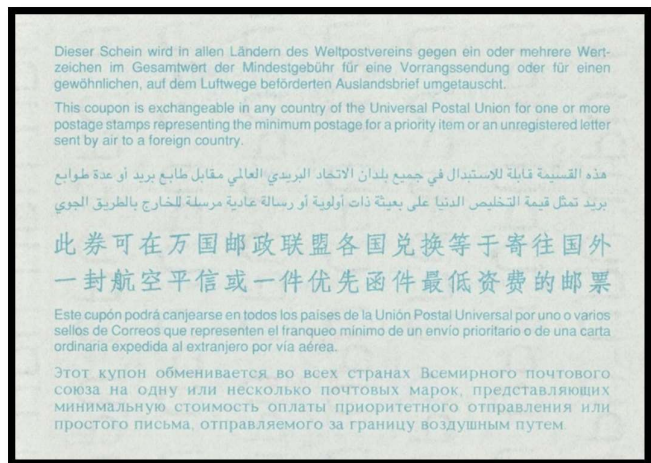 Dieser Schein wird in allen Ländern des Weltpostvereins gegen ein oder mehrere Wert-
zeichen im Gesamtwert der Mindestgebühr für eine Vorrangssendung oder für einen
gewöhnlichen, auf dem Luftwege beförderten Auslandsbrief umgetauscht.
This coupon is exchangeable in any country of the Universal Postal Union for one or more
postage stamps representing the minimum postage for a priority item or an unregistered letter
sent by air to a foreign country.
هذه القسيمة قابلة للاستبدال في جميع بلدان الاتحاد البريدي العالمي مقابل طابع بريد أو عدة طوابع
بريد تمثل قيمة التخليص الدنيا على بعيثة ذات أولوية أو رسالة عادية مرسلة للخارج بالطريق الجوي
此券可在万国邮政联盟各国兑换等于寄往国外
一封航空平信或一件优先函件最低资费的邮票
Este cupón podrá canjearse en todos los países de la Unión Postal Universal por uno o varios
sellos de Correos que representen el franqueo mínimo de un envío prioritario o de una carta
ordinaria expedida al extranjero por vía aérea.
Этот купон обменивается во всех странах Всемирного почтового
союза на одну или несколько почтовых марок, представляющих
минимальную стоимость оплаты приоритетного отправления или
простого письма, отправляемого за границу воздушным путем.